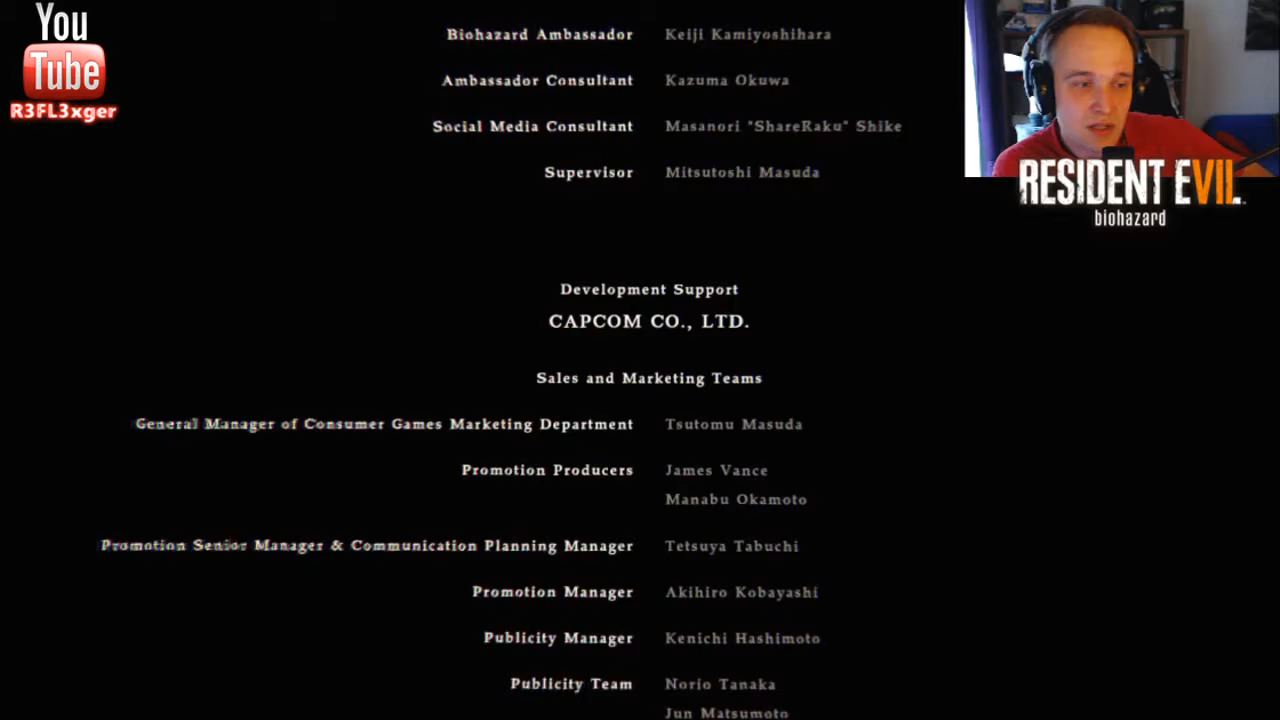 You
Tube
R3FL3xger
Biohazard Ambassador Keiji Kamiyoshihara
Ambassador Consultant Kazuma Okuwa
Social Media Consultant Masanori "ShareRaku" Shike
Supervisor Mitsutoshi Masuda
RESIDENT EVIL
biohazard
Development Support
CAPCOM CO., LTD.
Sales and Marketing Teams
General Manager of Consumer Games Marketing Department Tsutomu Masuda
Promotion Producers James Vance
Manabu Okamoto
Promotion Senior Manager & Communication Planning Manager Tetsuya Tabuchi
Promotion Manager Akihiro Kobayashi
Publicity Manager Kenichi Hashimoto
Publicity Team Norio Tanaka
Jun Matsumoto